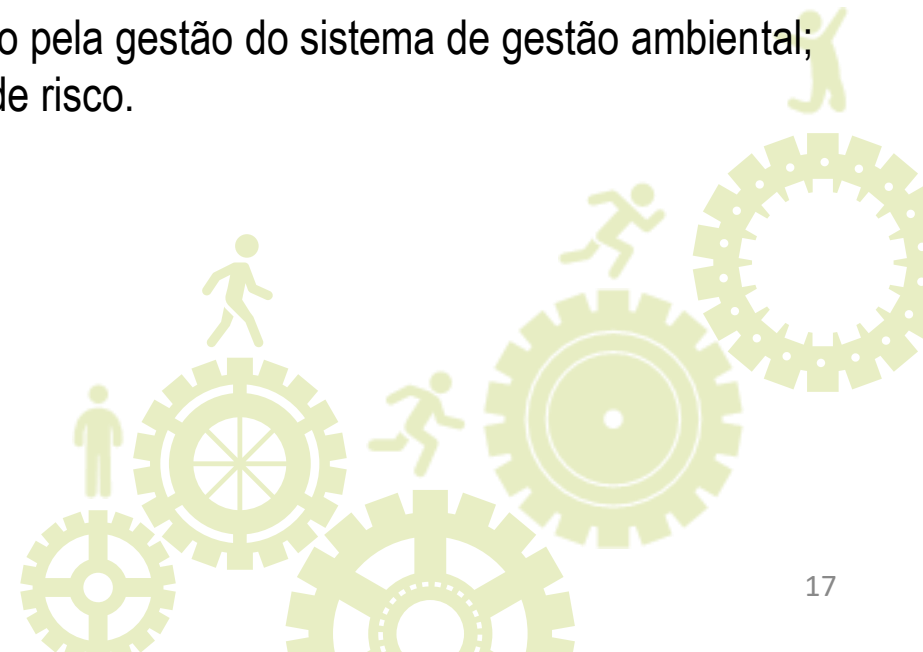 o pela gestão do sistema de gestão ambiental;
de risco.
17